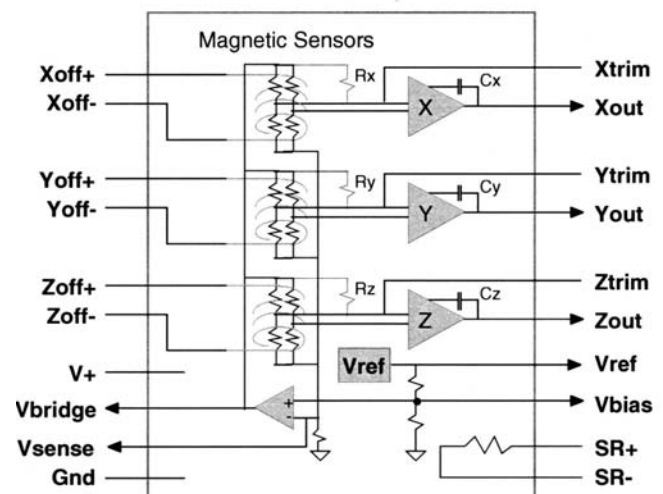 Magnetic Sensors
Xoff+
Xoff-
Rx
X
Cx
Xtrim
Xout
Yoff+
Yoff-
Ry
Y
Cy
Ytrim
Yout
Zoff+
Zoff-
Rz
Z
Cz
Ztrim
Zout
V+
Vref
Vref
Vbridge
+
-
Vbias
Vsense
SR+
Gnd
SR-